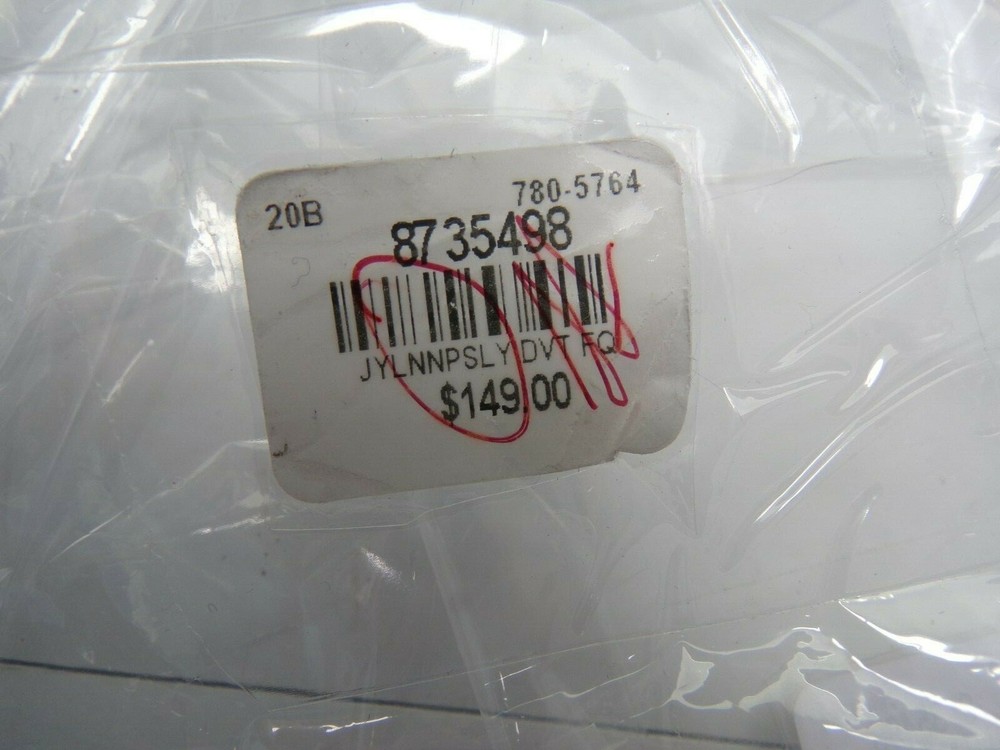 20B
780-5764
8735498
JYLNNPSLY DVT FQ
$149.00